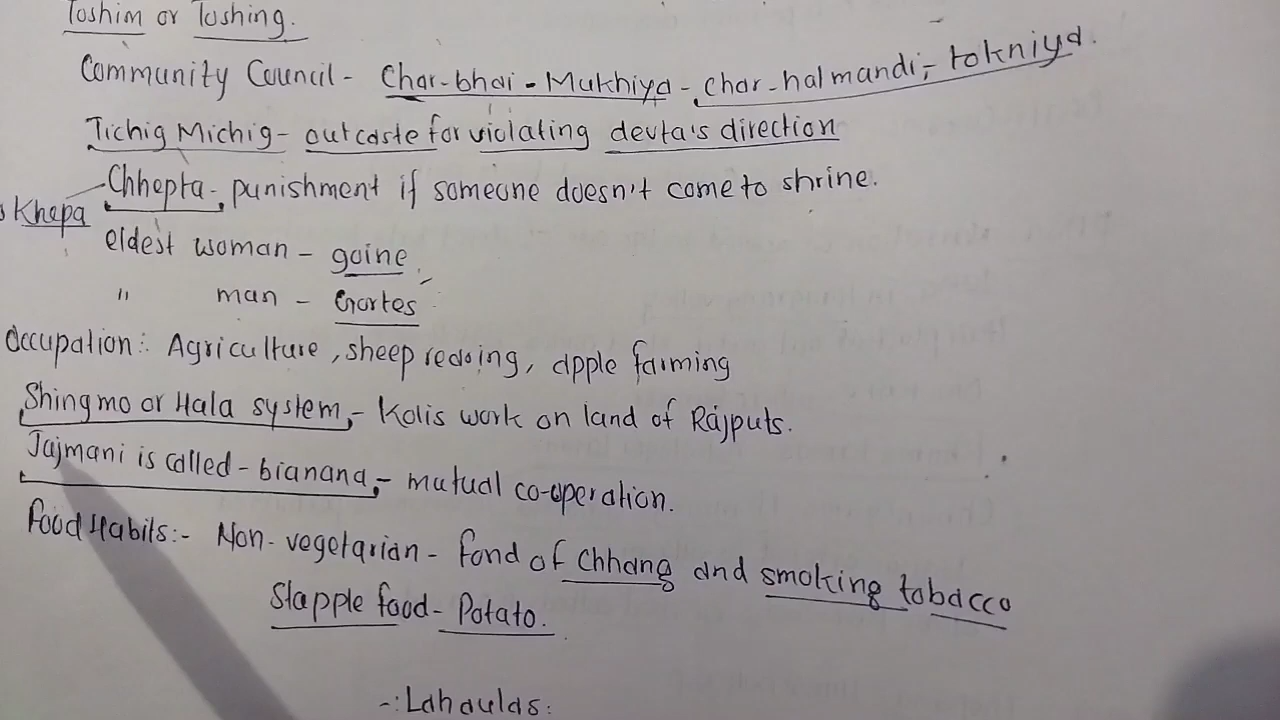 Toshim or Toshing.
Community Council - Char-bhai-Mukhiya - char-halmandi,- tokniya.
Tichig Michig - outcaste for violating devta's direction
Chhepta - punishment if someone doesn't come to shrine.
Khepa
eldest woman - goine
" man - Gortes
Occupation:- Agriculture, sheep rearing, apple farming
Shingmo or Hala system, - Kolis work on land of Rajputs.
Jajmani is called - bianana, - mutual co-operation.
Food Habits:- Non-vegetarian - fond of Chhang and smoking tobacco
Stapple food - Potato.
-: Lahaulas: